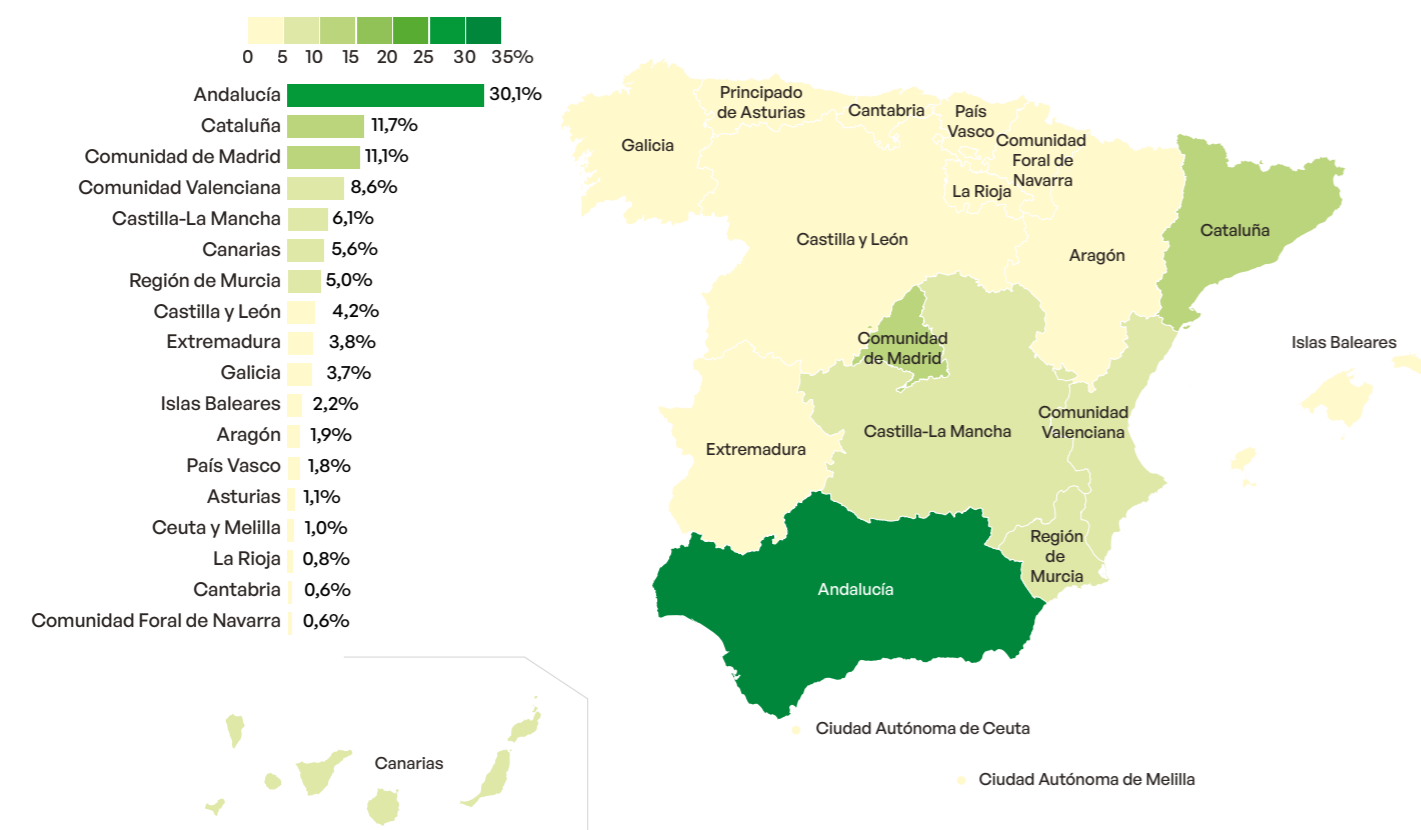 0 5 10 15 20 25 30 35%
Andalucía 30,1%
Cataluña 11,7%
Comunidad de Madrid 11,1%
Comunidad Valenciana 8,6%
Castilla-La Mancha 6,1%
Canarias 5,6%
Región de Murcia 5,0%
Castilla y León 4,2%
Extremadura 3,8%
Galicia 3,7%
Islas Baleares 2,2%
Aragón 1,9%
País Vasco 1,8%
Asturias 1,1%
Ceuta y Melilla 1,0%
La Rioja 0,8%
Cantabria 0,6%
Comunidad Foral de Navarra 0,6%
Galicia
Principado
de Asturias
Cantabria
País
Vasco
Comunidad
Foral de
Navarra
La Rioja
Castilla y León
Aragón
Cataluña
Comunidad
de Madrid
Islas Baleares
Extremadura
Castilla-La Mancha
Comunidad
Valenciana
Región
de
Murcia
Andalucía
Ciudad Autónoma de Ceuta
Canarias
Ciudad Autónoma de Melilla